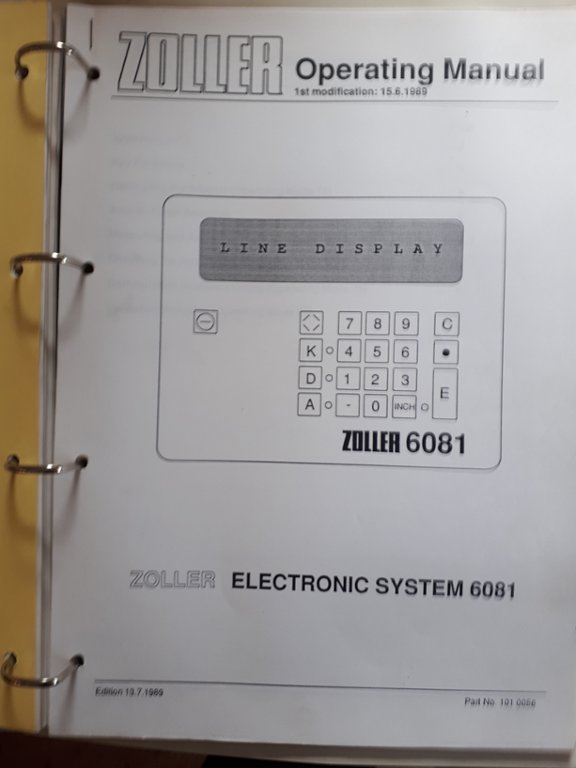 ZOLLER Operating Manual
1st modification: 15.6.1989
LINE DISPLAY
7 8 9 C
K 4 5 6
D 1 2 3
E
A - 0 INCH
ZOLLER 6081
ZOLLER ELECTRONIC SYSTEM 6081
Edition 13.7.1989
Part No. 101 0056